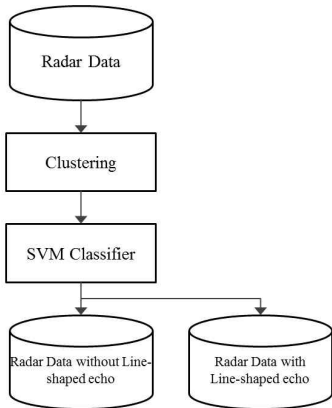 Radar Data
Clustering
SVM Classifier
Radar Data without Line-
shaped echo
Radar Data with
Line-shaped echo